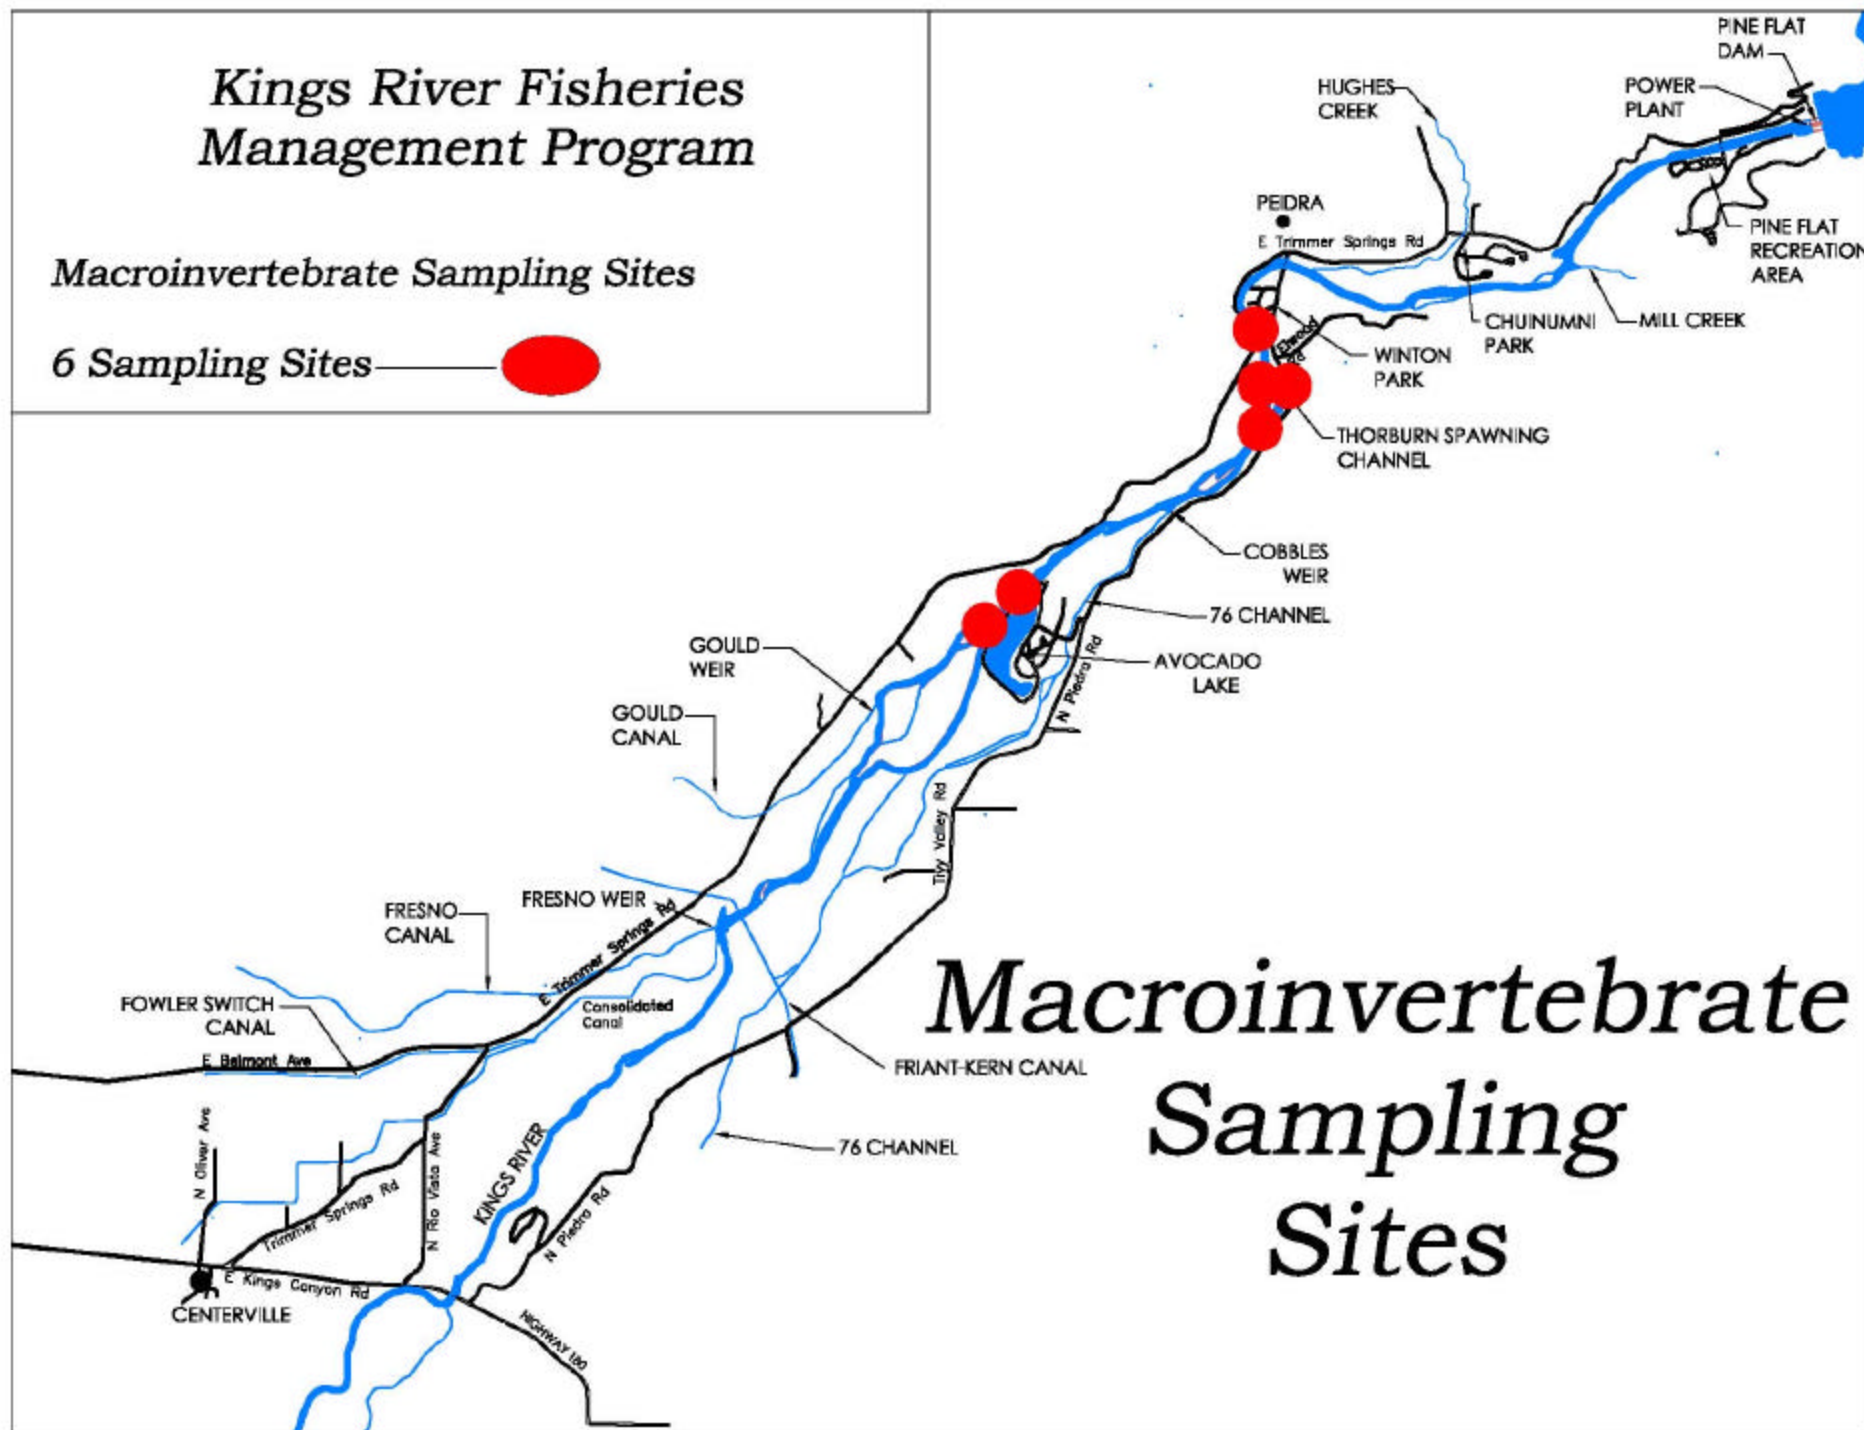 Kings River Fisheries
Management Program
Macroinvertebrate Sampling Sites
6 Sampling Sites
PINE FLAT
DAM
POWER
PLANT
HUGHES
CREEK
PEIDRA
E Trimmer Springs Rd
PINE FLAT
RECREATION
AREA
CHUINUMNI
PARK
MILL CREEK
Elwood
Rd
WINTON
PARK
THORBURN SPAWNING
CHANNEL
COBBLES
WEIR
76 CHANNEL
AVOCADO
LAKE
N Piedra Rd
GOULD
WEIR
GOULD
CANAL
Tivy Valley Rd
FRESNO WEIR
FRESNO
CANAL
E Trimmer Springs Rd
Consolidated
Canal
FOWLER SWITCH
CANAL
E Belmont Ave
FRIANT-KERN CANAL
76 CHANNEL
N Oliver Ave
N Rio Vista Ave
Trimmer Springs Rd
KINGS RIVER
N Piedra Rd
E Kings Canyon Rd
CENTERVILLE
HIGHWAY 180
Macroinvertebrate
Sampling
Sites